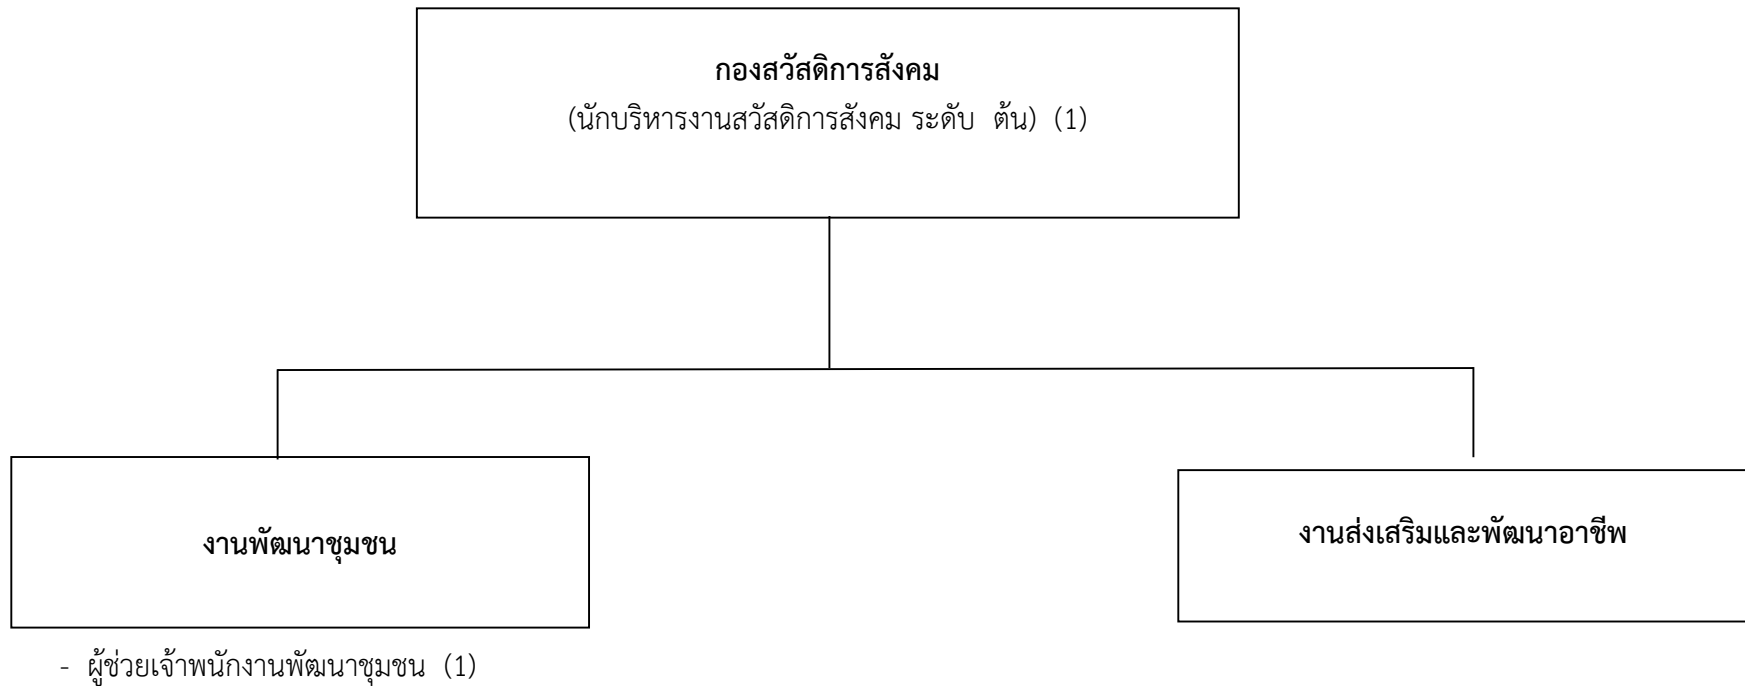 กองสวัสดิการสังคม
(นักบริหารงานสวัสดิการสังคม ระดับ ต้น) (1)
งานพัฒนาชุมชน
งานส่งเสริมและพัฒนาอาชีพ
- ผู้ช่วยเจ้าพนักงานพัฒนาชุมชน (1)